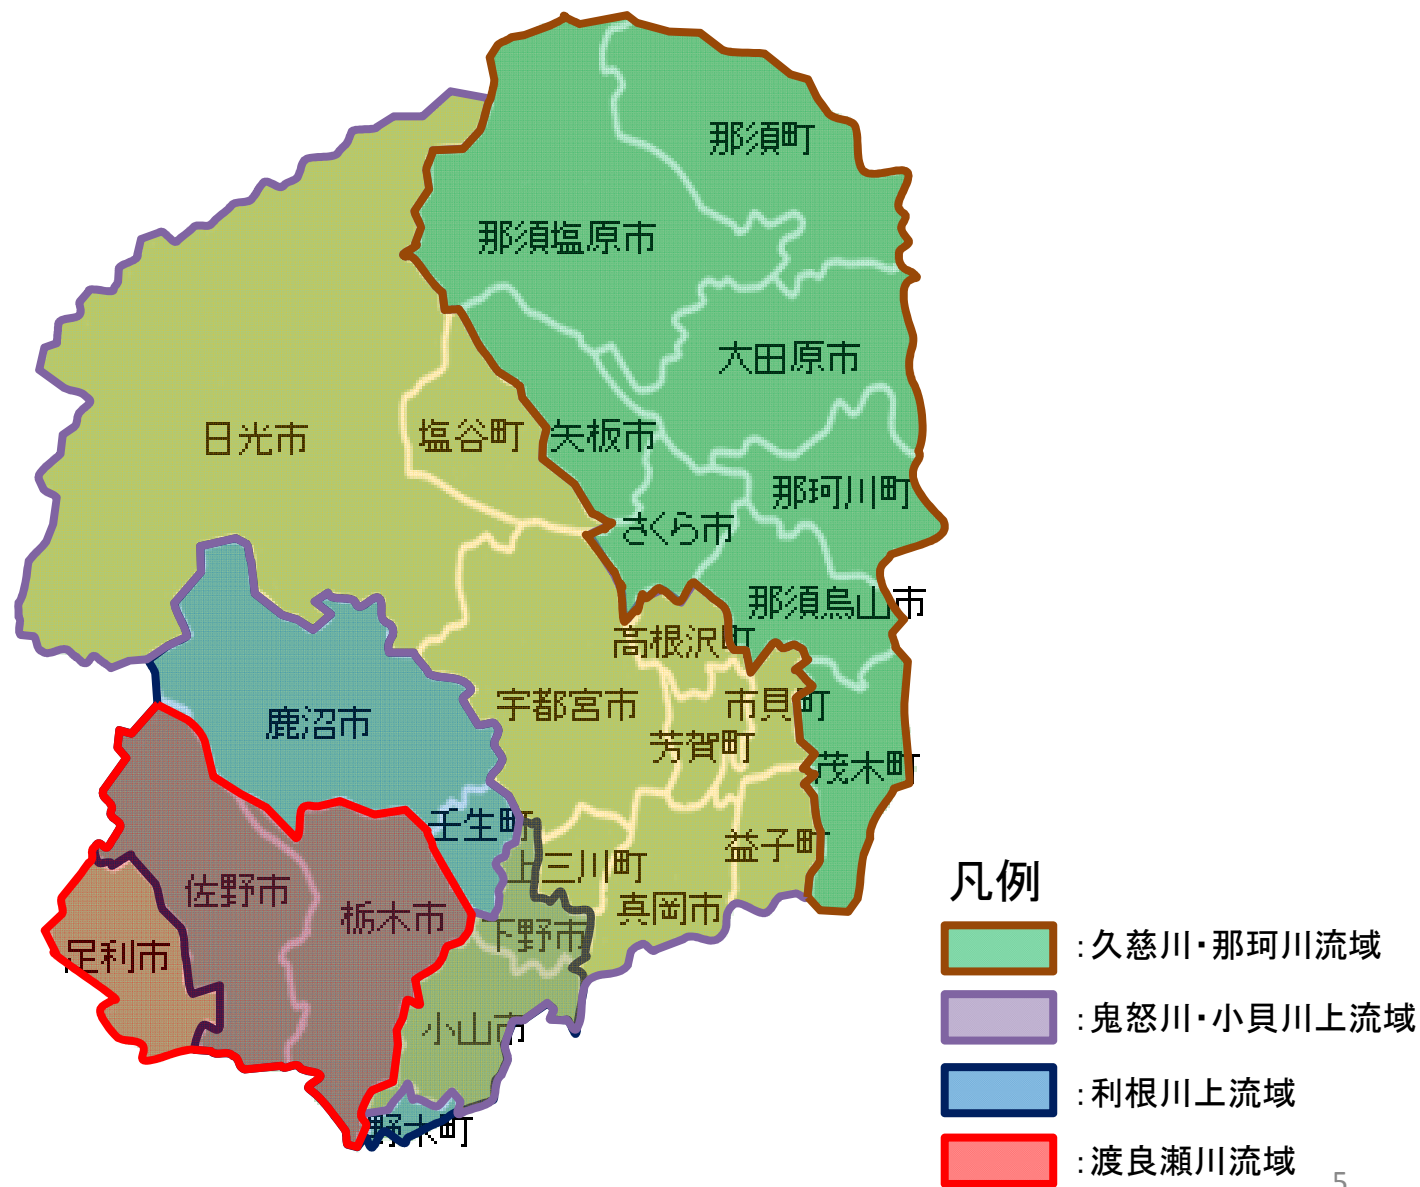 那須町
那須塩原市
大田原市
日光市
塩谷町
矢板市
那珂川町
さくら市
那須烏山市
高根沢町
宇都宮市
市貝町
鹿沼市
芳賀町
茂木町
壬生町
益子町
上三川町
佐野市
真岡市
栃木市
下野市
足利市
小山市
野木町
凡例
:久慈川・那珂川流域
:鬼怒川・小貝川上流域
:利根川上流域
:渡良瀬川流域
5